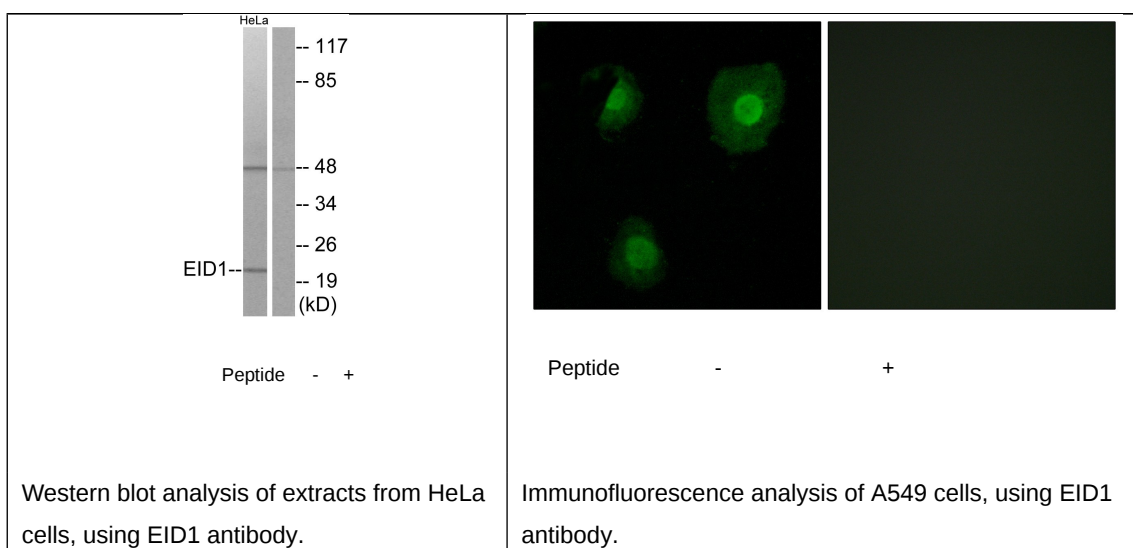 HeLa
-- 117
-- 85
-- 48
-- 34
-- 26
EID1--
-- 19
(kD)
Peptide - +
Western blot analysis of extracts from HeLa
cells, using EID1 antibody.
Peptide - +
Immunofluorescence analysis of A549 cells, using EID1
antibody.